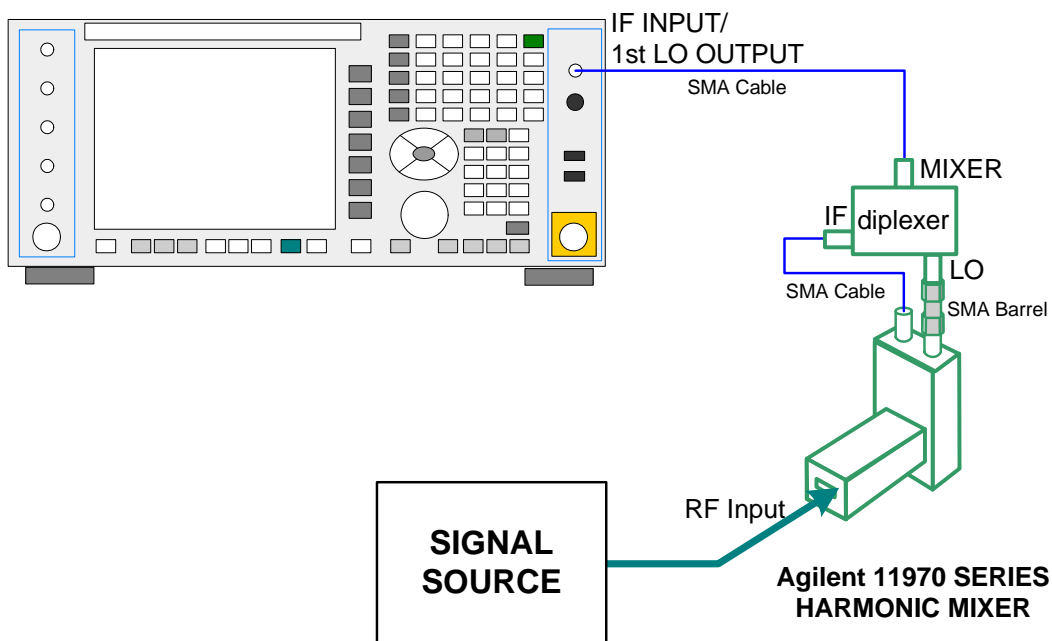 IF INPUT/
1st LO OUTPUT
SMA Cable
MIXER
IF
diplexer
LO
SMA Cable
SMA Barrel
RF Input
SIGNAL
SOURCE
Agilent 11970 SERIES
HARMONIC MIXER